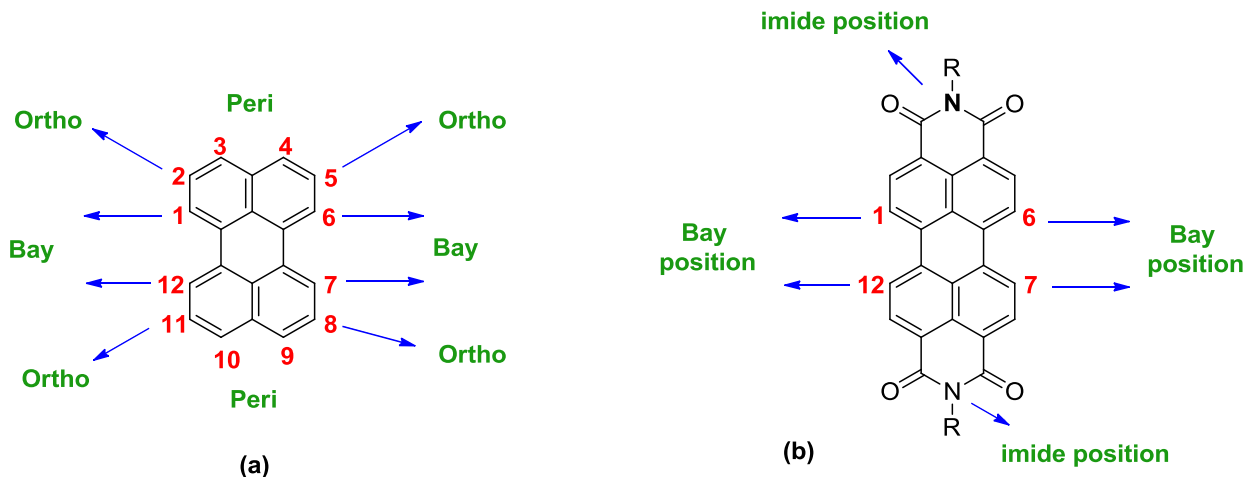 Peri
Ortho
Ortho
3
4
2
5
1
6
Bay
Bay
12
7
11
8
10
9
Ortho
Ortho
Peri
(a)
imide position
R
O
N
O
1
6
Bay
position
Bay
position
12
7
O
N
O
R
imide position
(b)